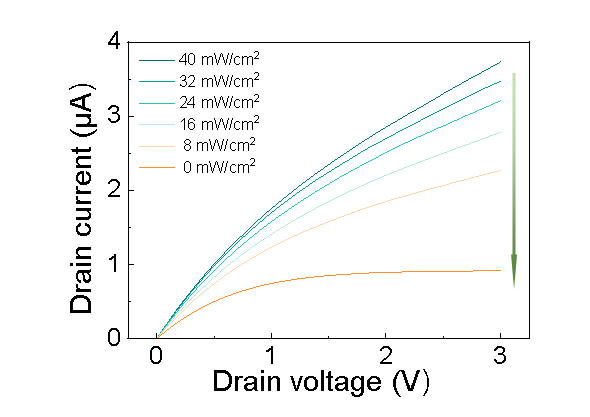 4
3
2
1
0
40 mW/cm²
32 mW/cm²
24 mW/cm²
16 mW/cm²
8 mW/cm²
0 mW/cm²
Drain current (μA)
0
1
2
3
Drain voltage (V)